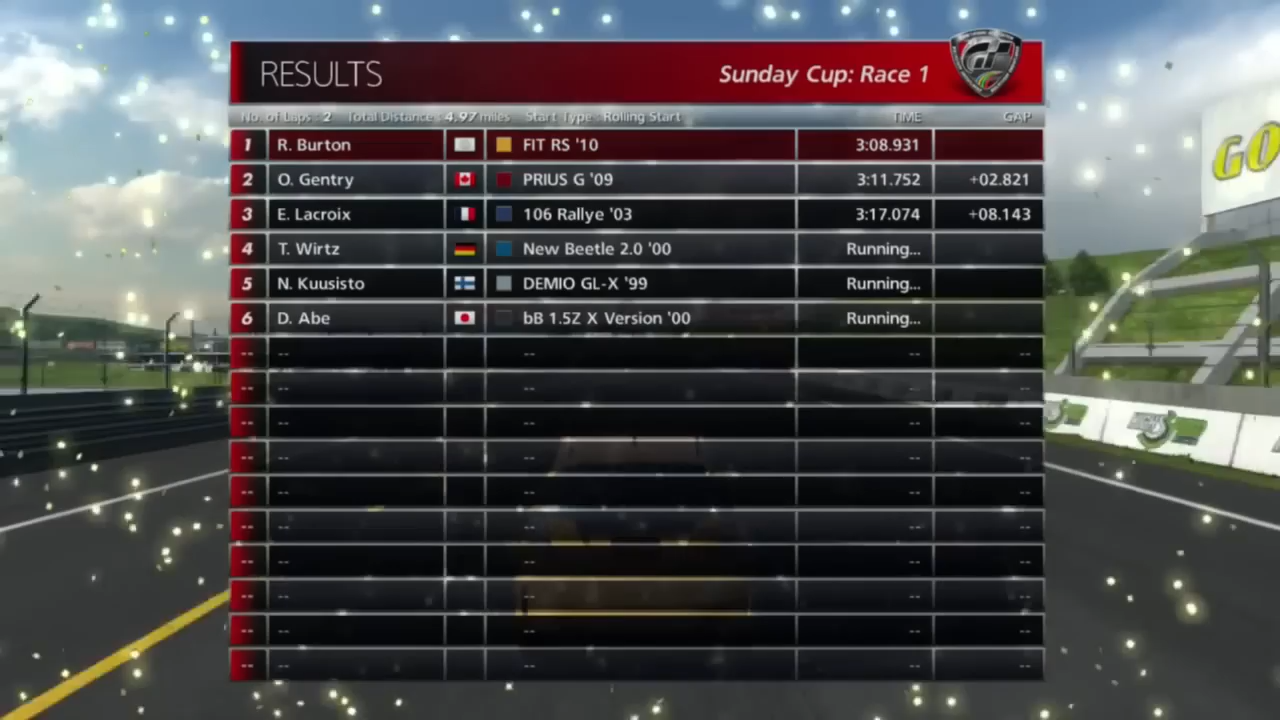 RESULTS Sunday Cup: Race 1
No. of Laps : 2 Total Distance : 4.97 miles Start Type : Rolling Start TIME GAP
1 R. Burton FIT RS '10 3:08.931
2 O. Gentry PRIUS G '09 3:11.752 +02.821
3 E. Lacroix 106 Rallye '03 3:17.074 +08.143
4 T. Wirtz New Beetle 2.0 '00 Running...
5 N. Kuusisto DEMIO GL-X '99 Running...
6 D. Abe bB 1.5Z X Version '00 Running...
-- -- -- -- --
-- -- -- -- --
-- -- -- -- --
-- -- -- -- --
-- -- -- -- --
-- -- -- -- --
-- -- -- -- --
-- -- -- -- --
-- -- -- -- --
-- -- -- -- --
GO